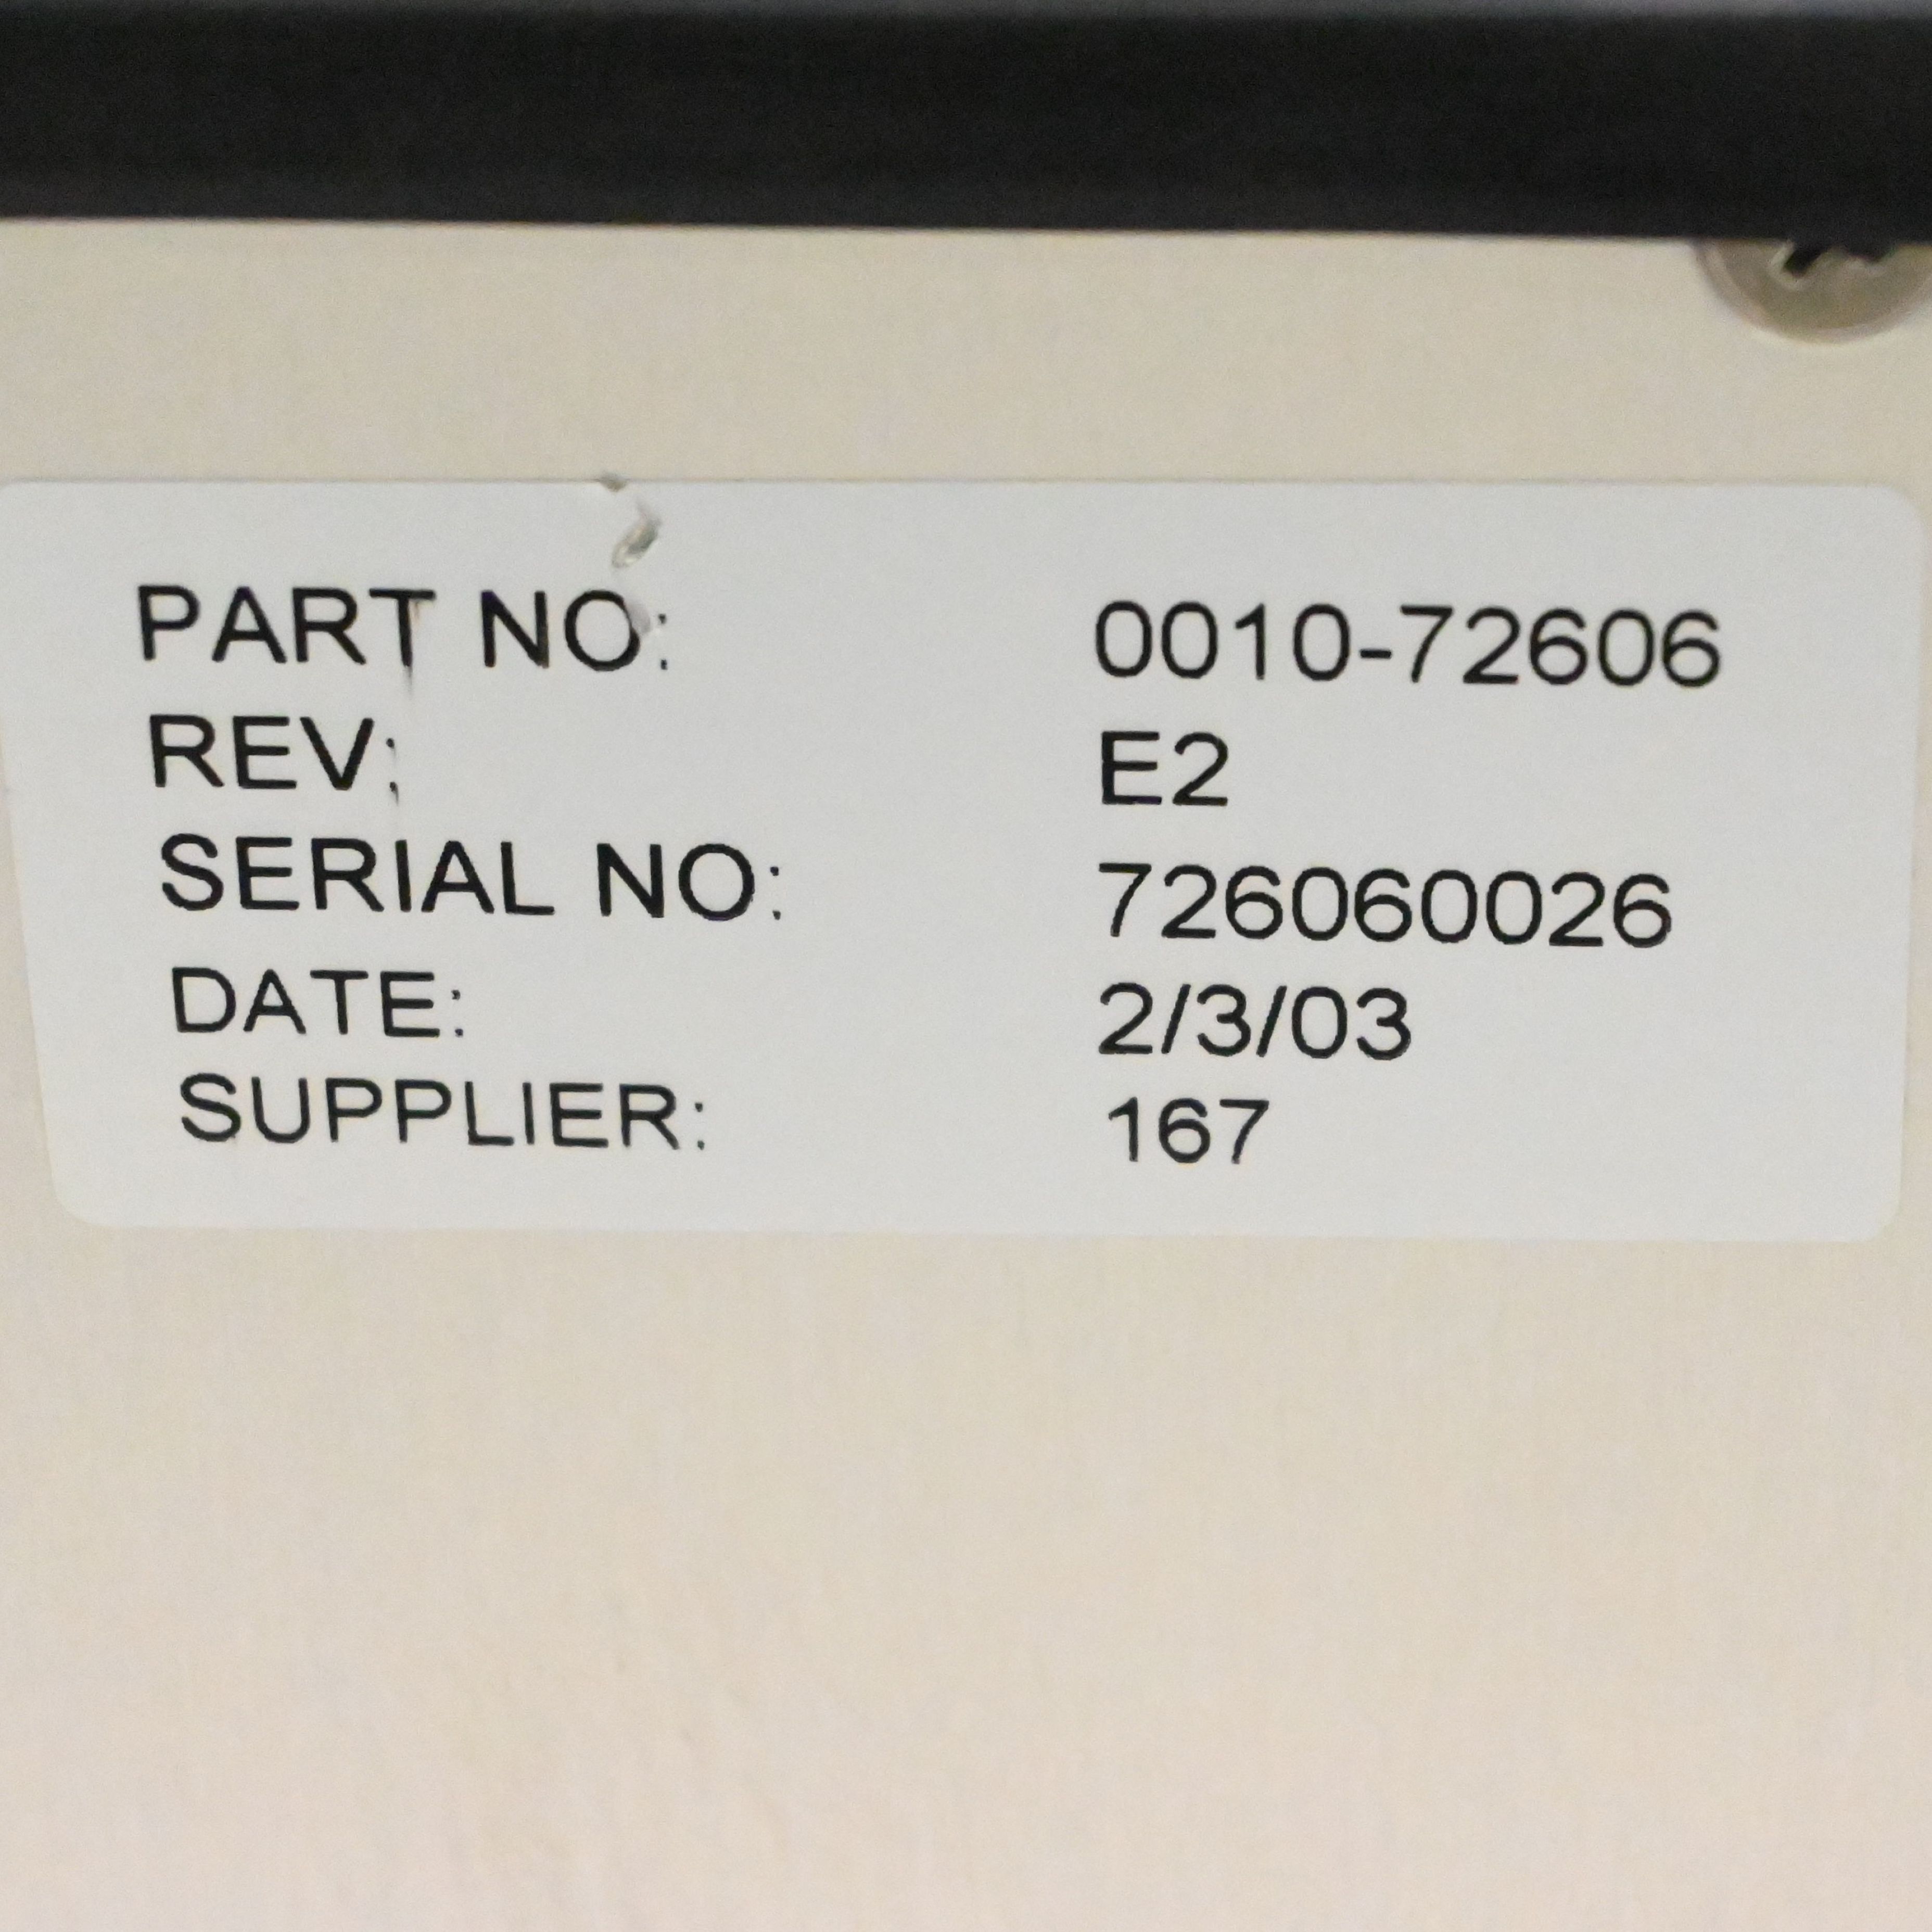 PART NO: 0010-72606
REV: E2
SERIAL NO: 726060026
DATE: 2/3/03
SUPPLIER: 167